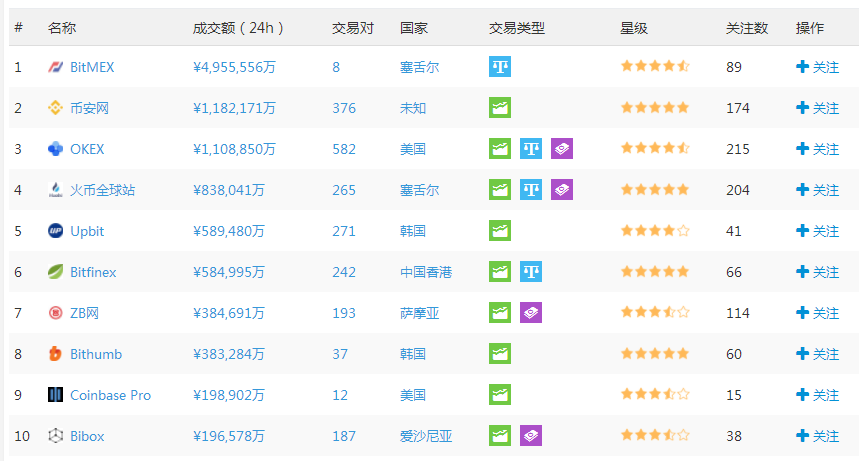 # 名称 成交额（24h） 交易对 国家 交易类型 星级 关注数 操作
1 BitMEX ¥4,955,556万 8 塞舌尔 89 关注
2 币安网 ¥1,182,171万 376 未知 174 关注
3 OKEX ¥1,108,850万 582 美国 215 关注
4 火币全球站 ¥838,041万 265 塞舌尔 204 关注
5 Upbit ¥589,480万 271 韩国 41 关注
6 Bitfinex ¥584,995万 242 中国香港 66 关注
7 ZB网 ¥384,691万 193 萨摩亚 114 关注
8 Bithumb ¥383,284万 37 韩国 60 关注
9 Coinbase Pro ¥198,902万 12 美国 15 关注
10 Bibox ¥196,578万 187 爱沙尼亚 38 关注